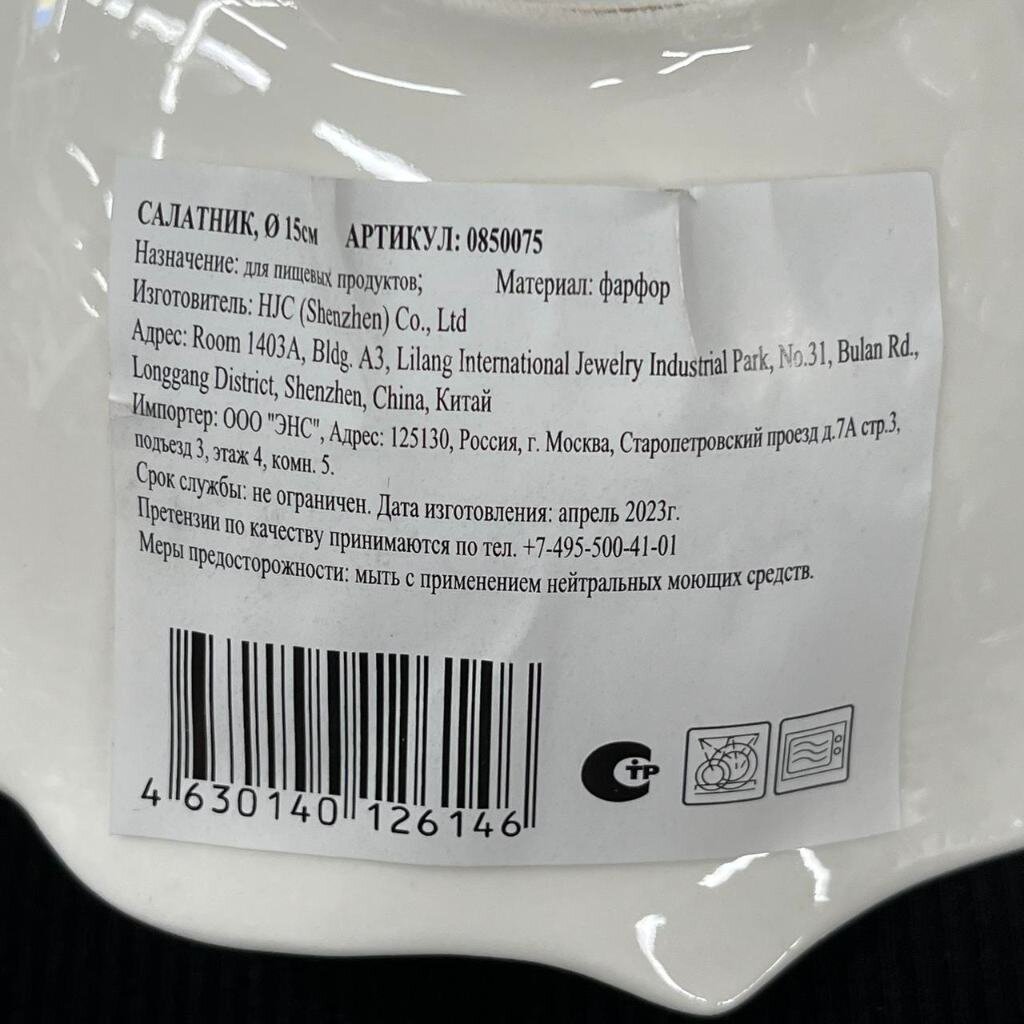 САЛАТНИК, Ø 15см АРТИКУЛ: 0850075
Назначение: для пищевых продуктов; Материал: фарфор
Изготовитель: HJC (Shenzhen) Co., Ltd
Адрес: Room 1403A, Bldg. A3, Lilang International Jewelry Industrial Park, No.31, Bulan Rd.,
Longgang District, Shenzhen, China, Китай
Импортер: ООО "ЭНС", Адрес: 125130, Россия, г. Москва, Старопетровский проезд д.7А стр.3,
подъезд 3, этаж 4, комн. 5.
Срок службы: не ограничен. Дата изготовления: апрель 2023г.
Претензии по качеству принимаются по тел. +7-495-500-41-01
Меры предосторожности: мыть с применением нейтральных моющих средств.
4 630140 126146
СТР